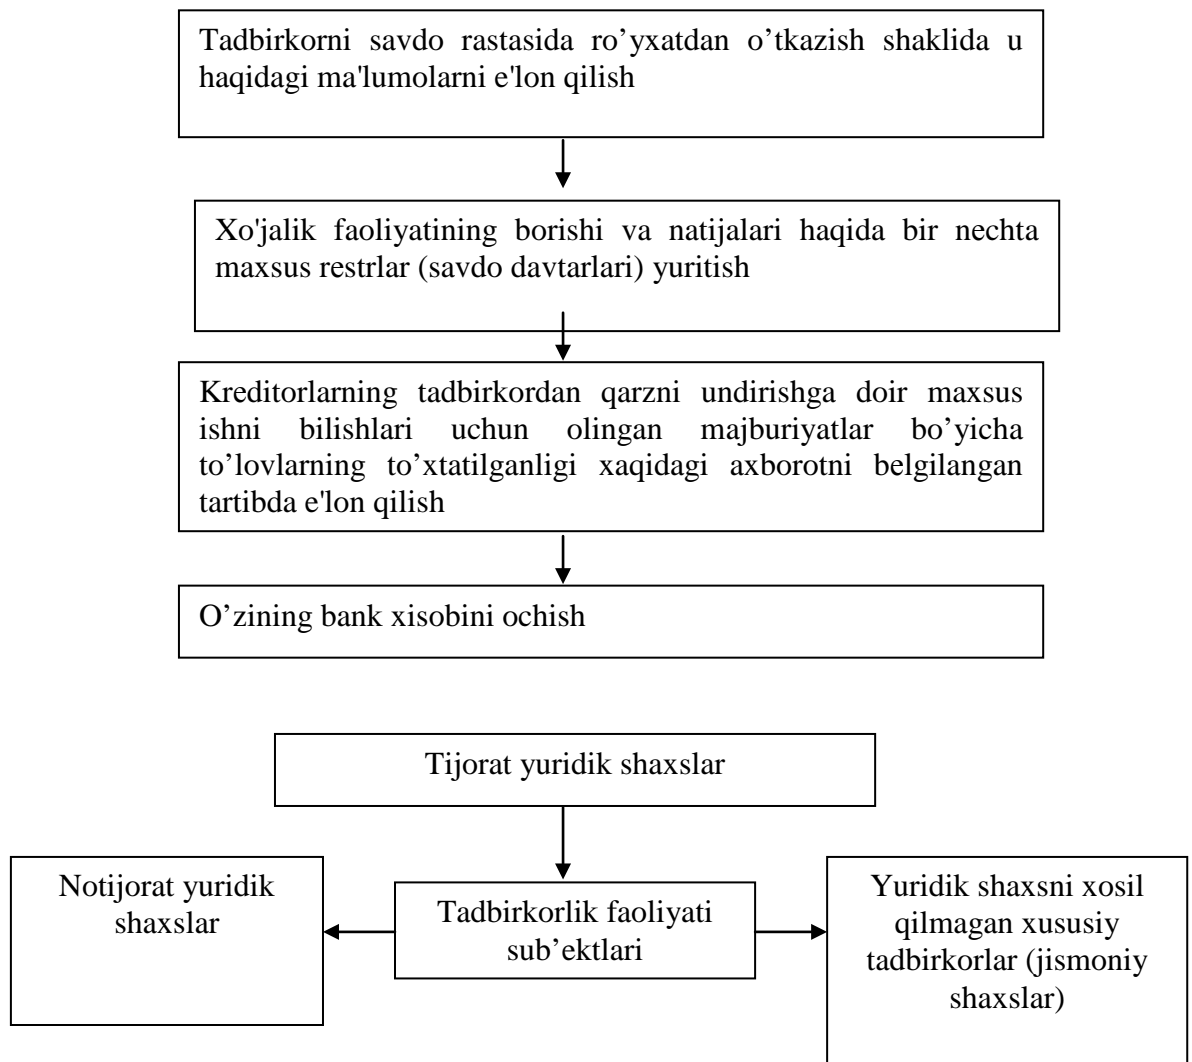 Tadbirkorni savdo rastasida ro’yxatdan o’tkazish shaklida u
haqidagi ma'lumolarni e'lon qilish
Xo'jalik faoliyatining borishi va natijalari haqida bir nechta
maxsus restrlar (savdo davtarlari) yuritish
Kreditorlarning tadbirkordan qarzni undirishga doir maxsus
ishni bilishlari uchun olingan majburiyatlar bo’yicha
to’lovlarning to’xtatilganligi xaqidagi axborotni belgilangan
tartibda e'lon qilish
O’zining bank xisobini ochish
Tijorat yuridik shaxslar
Notijorat yuridik
shaxslar
Tadbirkorlik faoliyati
sub’ektlari
Yuridik shaxsni xosil
qilmagan xususiy
tadbirkorlar (jismoniy
shaxslar)